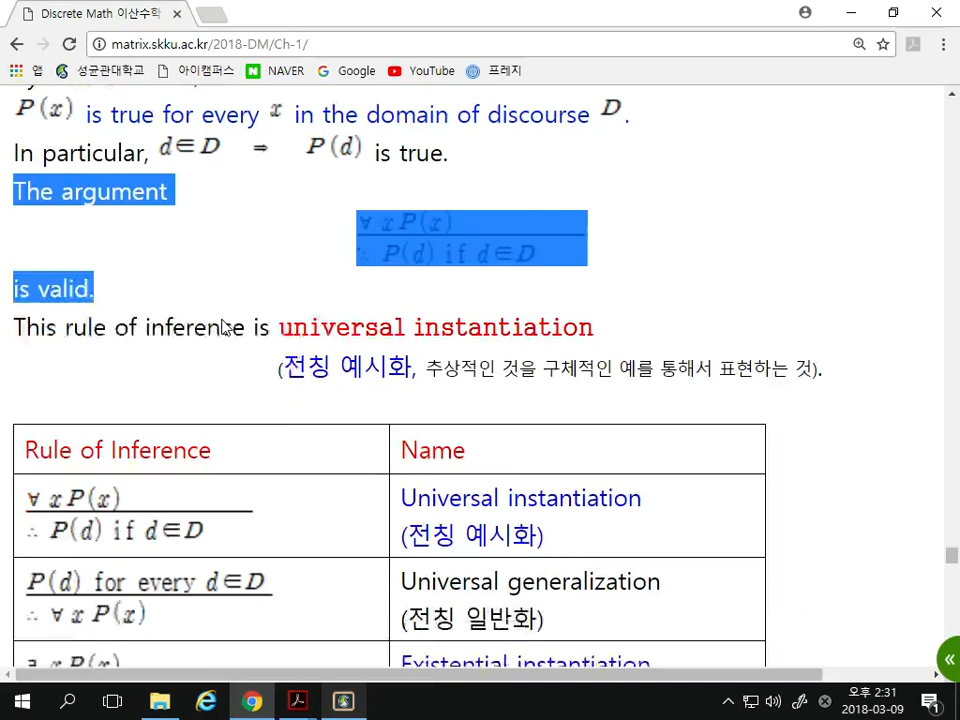 Discrete Math 이산수학
matrix.skku.ac.kr/2018-DM/Ch-1/
앱 성균관대학교 아이캠퍼스 NAVER Google YouTube 프레지
P(x) is true for every x in the domain of discourse D.
In particular, d∈D ⇒ P(d) is true.
The argument
∀ x P(x)
∴ P(d) if d∈D
is valid.
This rule of inference is universal instantiation
(전칭 예시화, 추상적인 것을 구체적인 예를 통해서 표현하는 것).
Rule of Inference Name
∀ x P(x)
∴ P(d) if d∈D
Universal instantiation
(전칭 예시화)
P(d) for every d∈D
∴ ∀ x P(x)
Universal generalization
(전칭 일반화)
∃ x P(x)
Existential instantiation
오후 2:31
2018-03-09
1